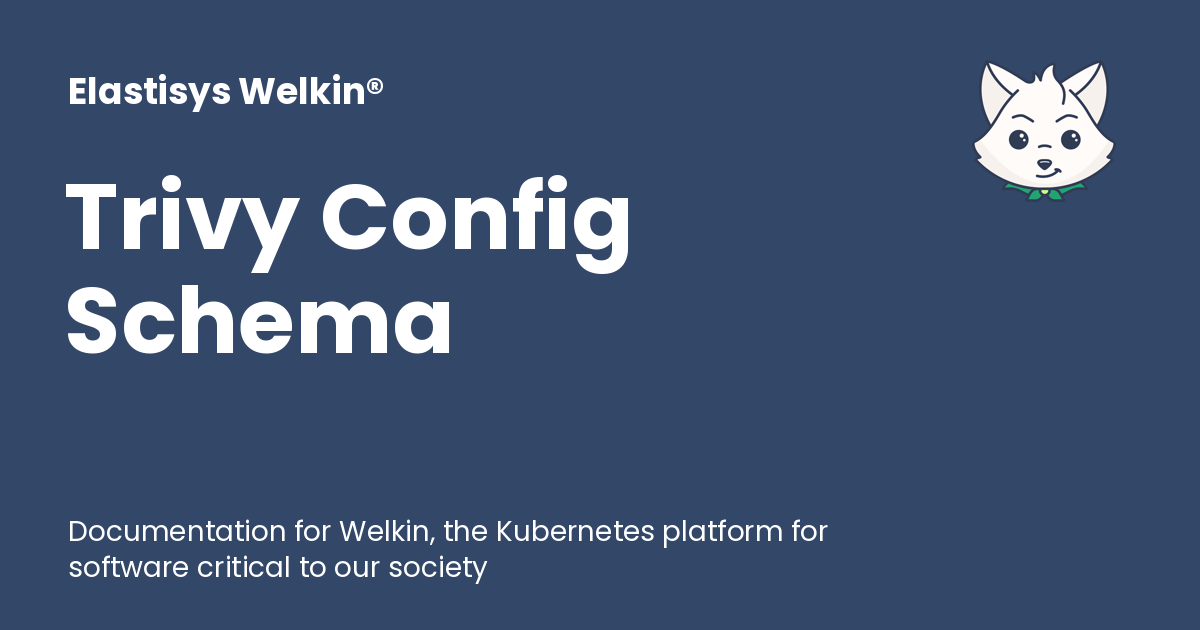 Elastisys Welkin®
Trivy Config
Schema
Documentation for Welkin, the Kubernetes platform for
software critical to our society